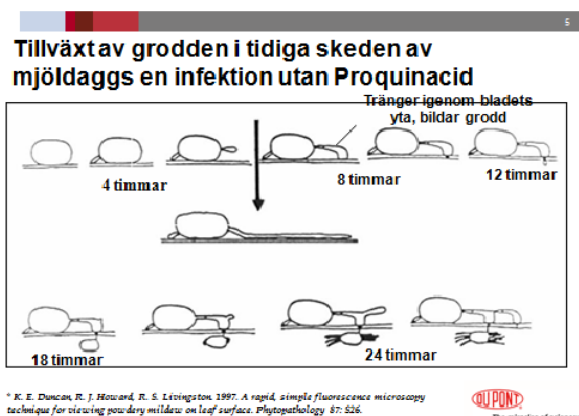 5
Tillväxt av grodden i tidiga skeden av
mjöldaggs en infektion utan Proquinacid
Tränger igenom bladets
yta, bildar grodd
4 timmar
8 timmar
12 timmar
18 timmar
24 timmar
* K. E. Duncan, R. J. Howard, R. S. Livingston. 1997. A rapid, simple fluorescence microscopy
technique for viewing powdery mildew on leaf surface. Phytopathology 87: S26.
DUPONT